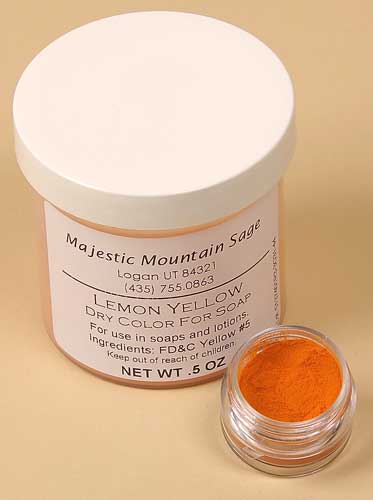 Majestic Mountain Sage
Logan UT 84321
(435) 755.0863
LEMON YELLOW
DRY COLOR FOR SOAP
For use in soaps and lotions.
Ingredients: FD&C Yellow #5
Keep out of reach of children.
NET WT .5 OZ